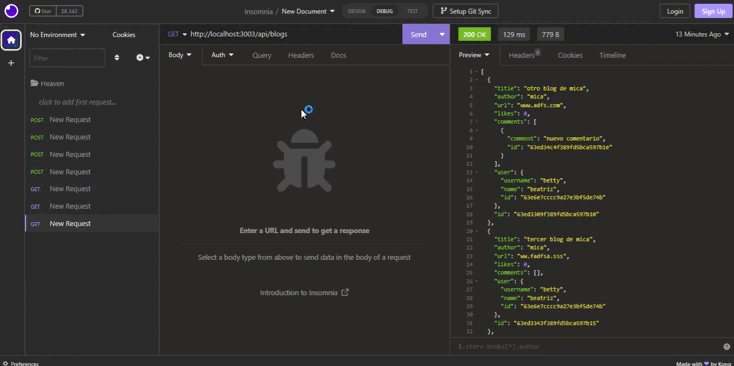 Star 28,162
Insomnia / New Document
DESIGN DEBUG TEST
Setup Git Sync
Login Sign Up
No Environment Cookies
GET http://localhost:3003/api/blogs
Send
200 OK 129 ms 779 B
13 Minutes Ago
Filter
Body Auth Query Headers Docs
Preview Headers 8 Cookies Timeline
Heaven
click to add first request...
POST New Request
POST New Request
POST New Request
POST New Request
GET New Request
GET New Request
GET New Request
Enter a URL and send to get a response
Select a body type from above to send data in the body of a request
Introduction to Insomnia
1 [
2 {
3 "title": "otro blog de mica",
4 "author": "mica",
5 "url": "www.adfs.com",
6 "likes": 0,
7 "comments": [
8 {
9 "comment": "nuevo comentario",
10 "id": "63ed34c4f389fd5bca597b1e"
11 }
12 ],
13 "user": {
14 "username": "betty",
15 "name": "beatriz",
16 "id": "63e6e7cccc9a27e3bf5de74b"
17 },
18 "id": "63ed3309f389fd5bca597b10"
19 },
20 {
21 "title": "tercer blog de mica",
22 "author": "mica",
23 "url": "ww.fadfsa.sss",
24 "likes": 0,
25 "comments": [],
26 "user": {
27 "username": "betty",
28 "name": "beatriz",
29 "id": "63e6e7cccc9a27e3bf5de74b"
30 },
31 "id": "63ed3343f389fd5bca597b15"
32 },
$.store.books[*].author
Preferences
Made with by Kong